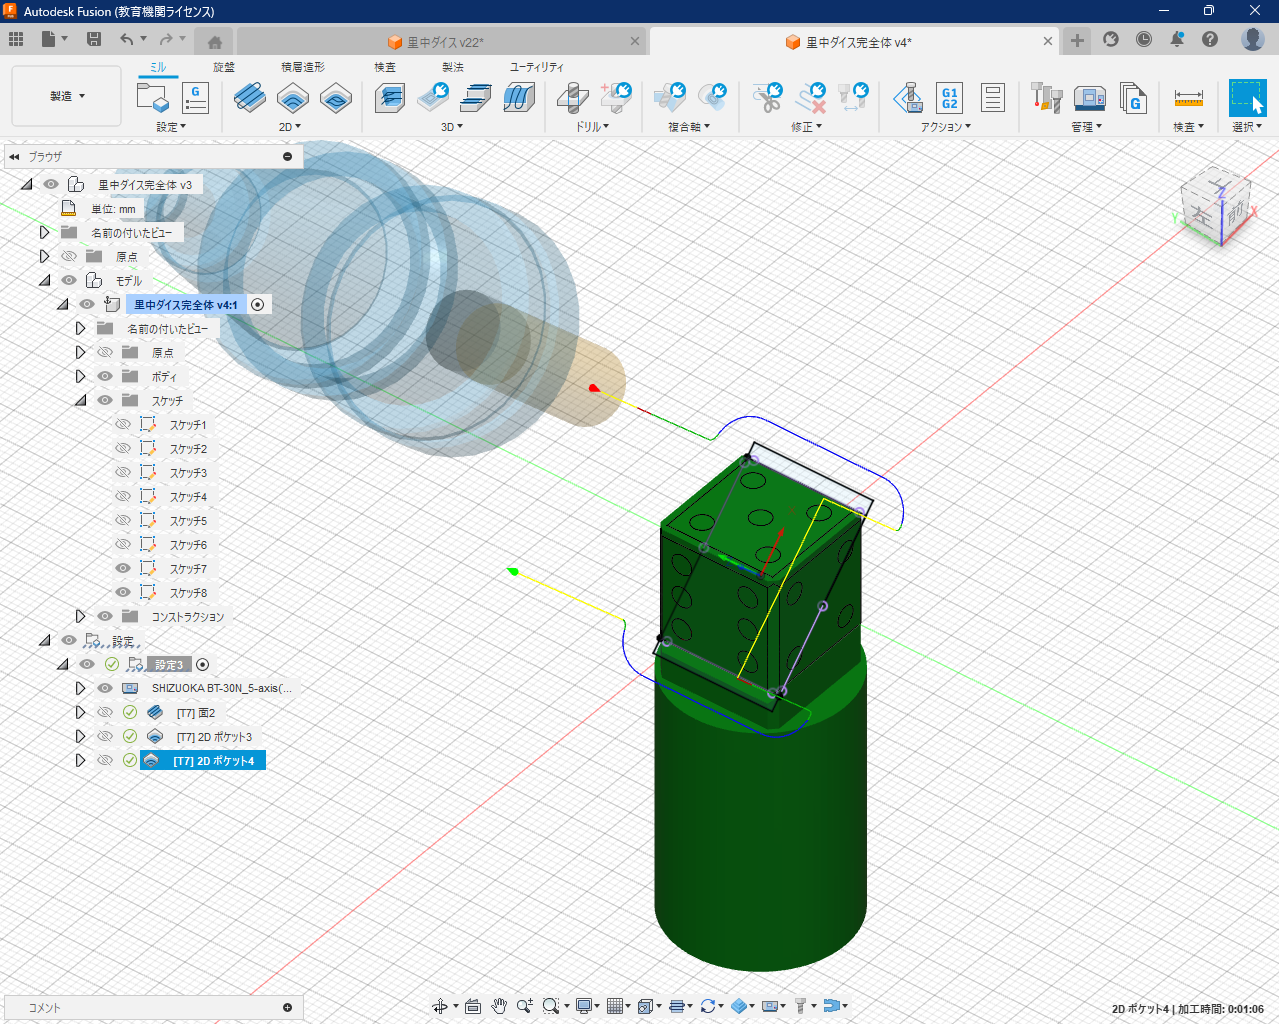 Autodesk Fusion (教育機関ライセンス)
里中ダイス v22*
里中ダイス完全体 v4*
製造
ミル
旋盤
積層造形
検査
製法
ユーティリティ
G
G1
G2
G
設定
2D
3D
ドリル
複合軸
修正
アクション
管理
検査
選択
ブラウザ
里中ダイス完全体 v3
単位: mm
名前の付いたビュー
原点
モデル
里中ダイス完全体 v4:1
名前の付いたビュー
原点
ボディ
スケッチ
スケッチ1
スケッチ2
スケッチ3
スケッチ4
スケッチ5
スケッチ6
スケッチ7
スケッチ8
コンストラクション
設定
設定3
SHIZUOKA BT-30N_5-axis(ˈ...
[T7] 面2
[T7] 2D ポケット3
[T7] 2D ポケット4
上
左
前
Z
Y
X
コメント
2D ポケット4 | 加工時間: 0:01:06